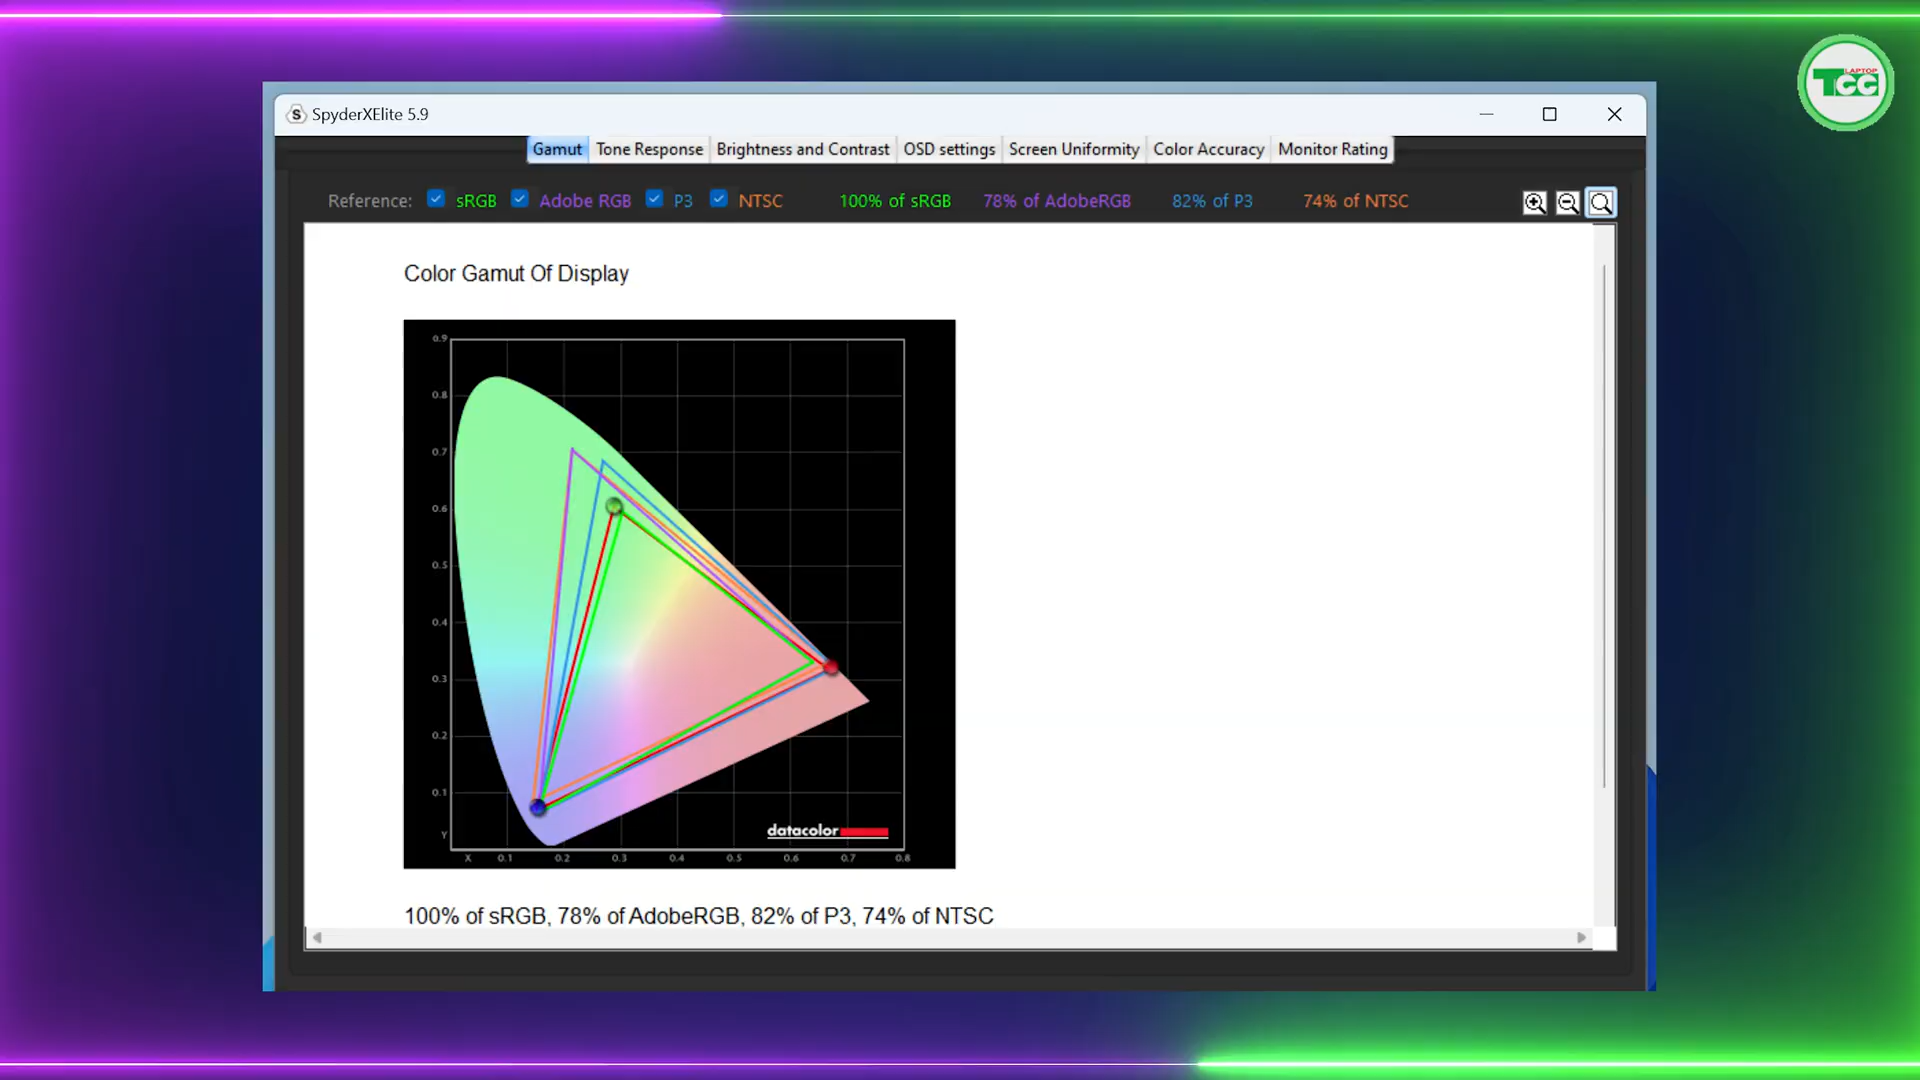 LAPTOP
TCC
S SpyderXElite 5.9
Gamut Tone Response Brightness and Contrast OSD settings Screen Uniformity Color Accuracy Monitor Rating
Reference: sRGB Adobe RGB P3 NTSC 100% of sRGB 78% of AdobeRGB 82% of P3 74% of NTSC
Color Gamut Of Display
0.9
0.8
0.7
0.6
0.5
0.4
0.3
0.2
0.1
Y
datacolor
X 0.1 0.2 0.3 0.4 0.5 0.6 0.7 0.8
100% of sRGB, 78% of AdobeRGB, 82% of P3, 74% of NTSC